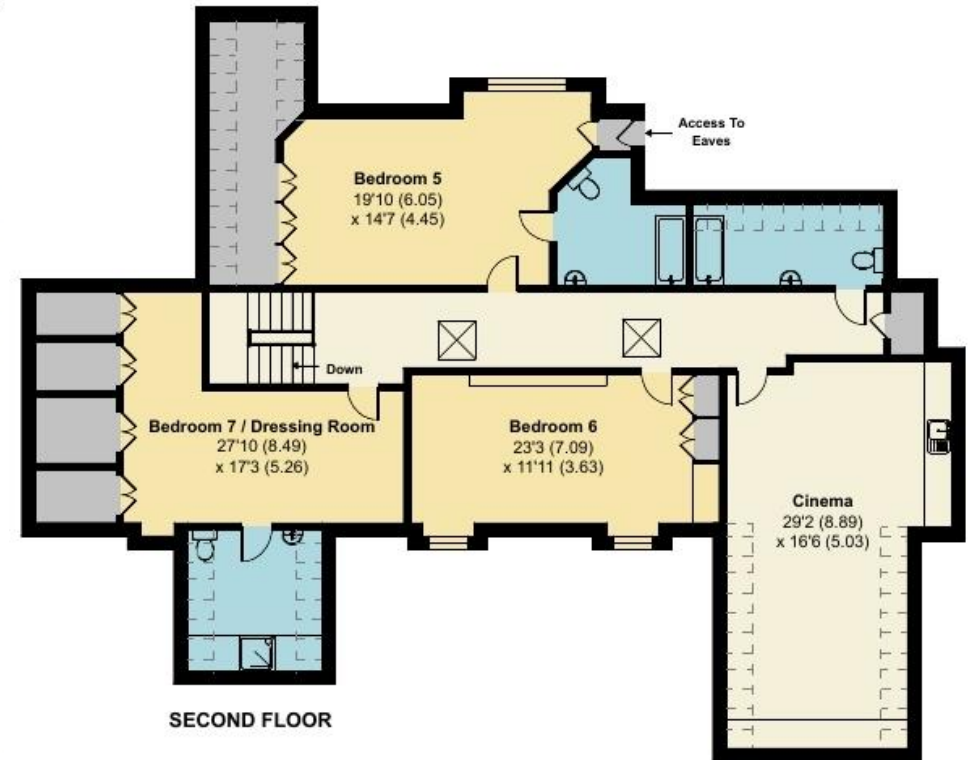 Access To
Eaves
Bedroom 5
19'10 (6.05)
x 14'7 (4.45)
Down
Bedroom 7 / Dressing Room
27'10 (8.49)
x 17'3 (5.26)
Bedroom 6
23'3 (7.09)
x 11'11 (3.63)
Cinema
29'2 (8.89)
x 16'6 (5.03)
SECOND FLOOR